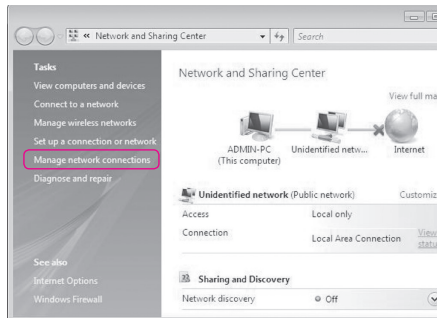 « Network and Sharing Center
Search
Tasks
View computers and devices
Connect to a network
Manage wireless networks
Set up a connection or network
Manage network connections
Diagnose and repair
See also
Internet Options
Windows Firewall
Network and Sharing Center
View full ma
ADMIN-PC
(This computer)
Unidentified netw...
Internet
Unidentified network (Public network)
Customiz
Access
Local only
Connection
Local Area Connection
View
statu
Sharing and Discovery
Network discovery
Off